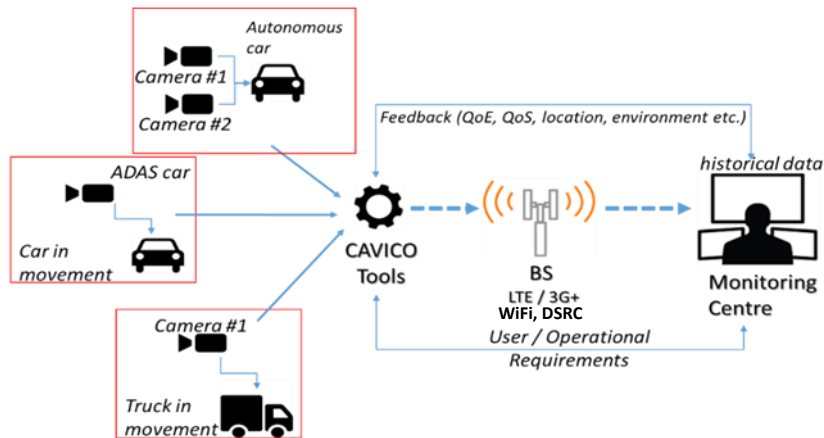 Autonomous
car
Camera #1
Camera #2
ADAS car
Car in
movement
Camera #1
Truck in
movement
CAVICO
Tools
Feedback (QoE, QoS, location, environment etc.)
BS
LTE / 3G+
WiFi, DSRC
User / Operational
Requirements
historical data
Monitoring
Centre